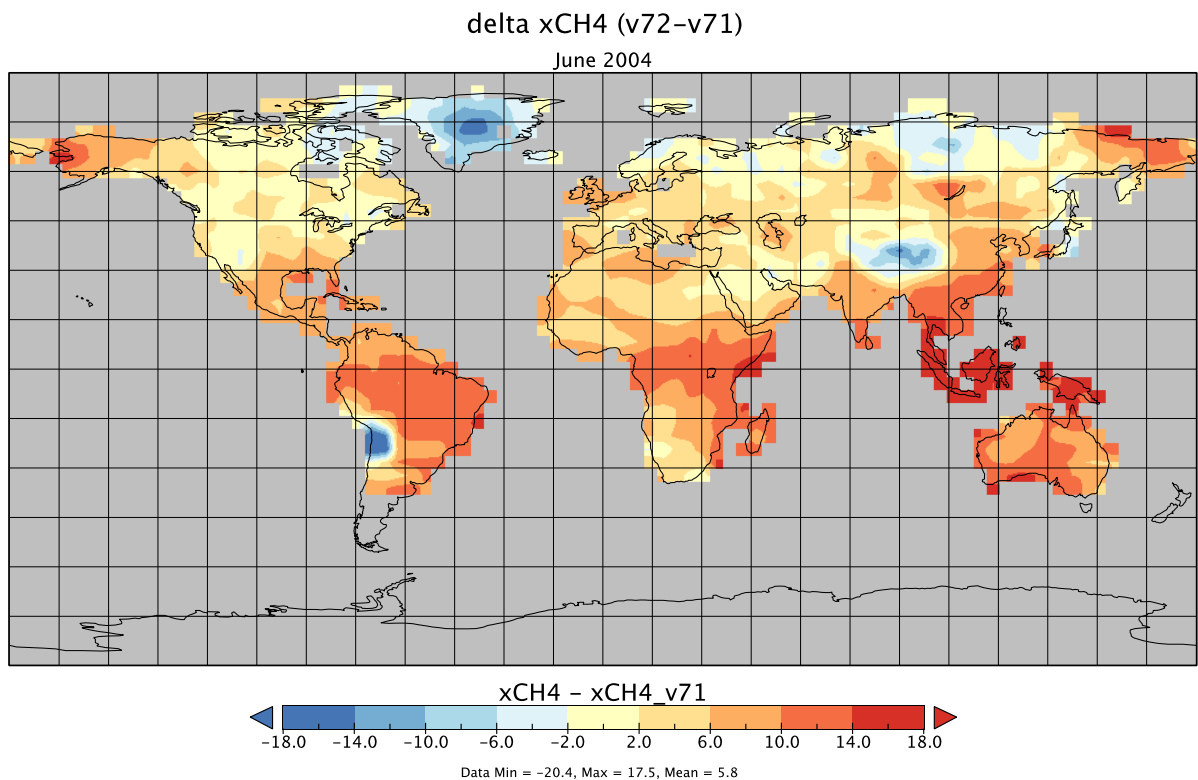 delta xCH4 (v72−v71)
June 2004
xCH4 − xCH4_v71
−18.0 −14.0 −10.0 −6.0 −2.0 2.0 6.0 10.0 14.0 18.0
Data Min = −20.4, Max = 17.5, Mean = 5.8